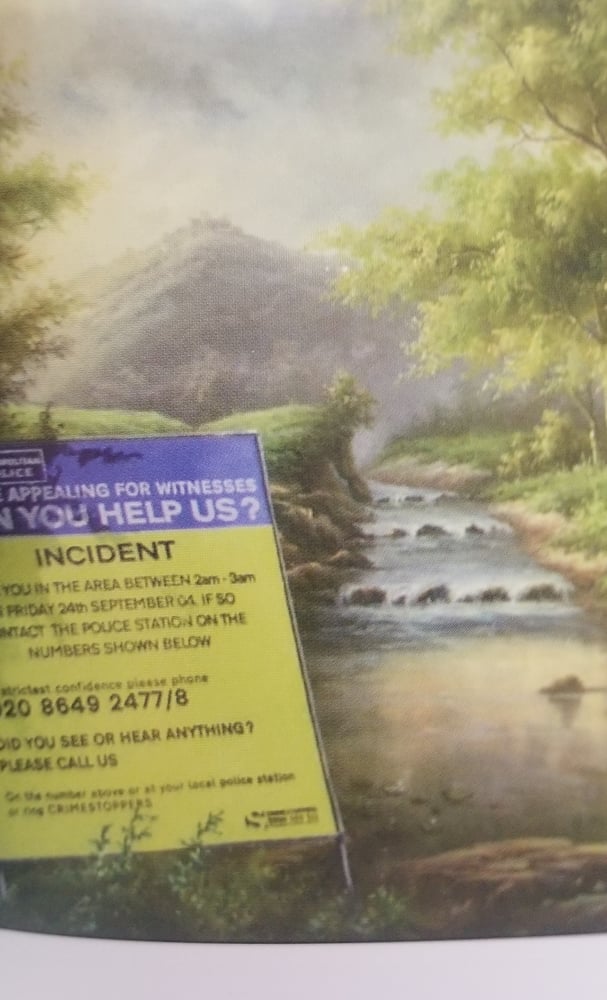 POLITAN
LICE
APPEALING FOR WITNESSES
N YOU HELP US?
INCIDENT
YOU IN THE AREA BETWEEN 2am - 3am
FRIDAY 24th SEPTEMBER 04. IF SO
NTACT THE POLICE STATION ON THE
NUMBERS SHOWN BELOW
strictest confidence please phone
020 8649 2477/8
DID YOU SEE OR HEAR ANYTHING?
PLEASE CALL US
On the number above or at your local police station
or ring CRIMESTOPPERS